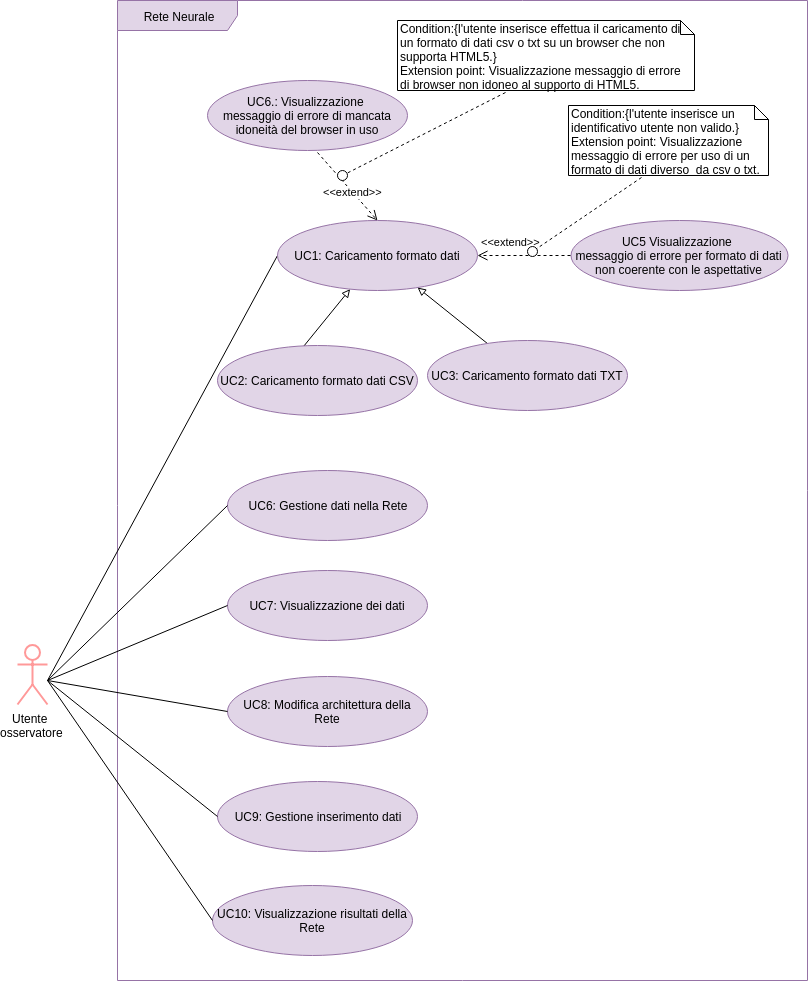 Rete Neurale
Condition:{l'utente inserisce effettua il caricamento di
un formato di dati csv o txt su un browser che non
supporta HTML5.}
Extension point: Visualizzazione messaggio di errore
di browser non idoneo al supporto di HTML5.
UC6.: Visualizzazione
messaggio di errore di mancata
idoneità del browser in uso
Condition:{l'utente inserisce un
identificativo utente non valido.}
Extension point: Visualizzazione
messaggio di errore per uso di un
formato di dati diverso  da csv o txt.
<<extend>>
<<extend>>
UC1: Caricamento formato dati
UC5 Visualizzazione
messaggio di errore per formato di dati
non coerente con le aspettative
UC2: Caricamento formato dati CSV
UC3: Caricamento formato dati TXT
UC6: Gestione dati nella Rete
UC7: Visualizzazione dei dati
UC8: Modifica architettura della
Rete
Utente
osservatore
UC9: Gestione inserimento dati
UC10: Visualizzazione risultati della
Rete